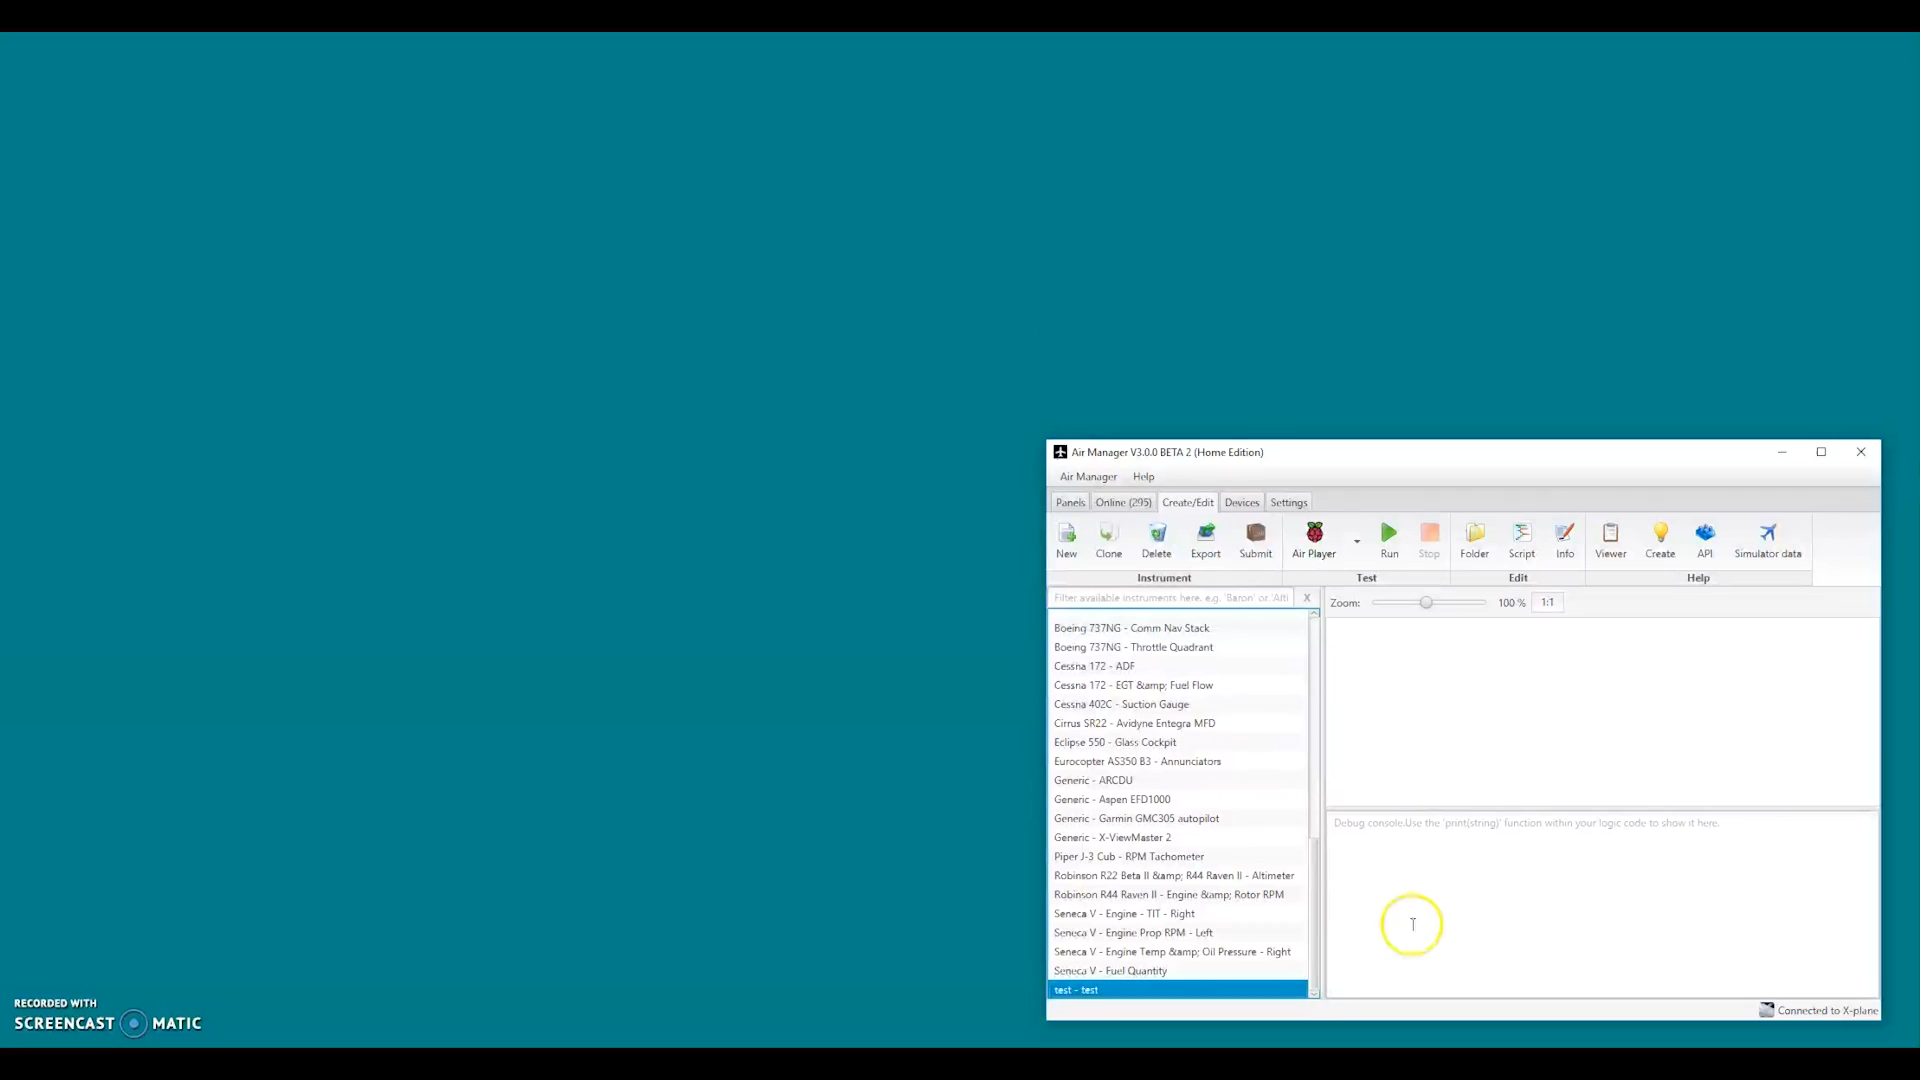 Air Manager V3.0.0 BETA 2 (Home Edition)
Air Manager Help
Panels Online (295) Create/Edit Devices Settings
New Clone Delete Export Submit Air Player Run Stop Folder Script Info Viewer Create API Simulator data
Instrument Test Edit Help
Filter available instruments here. e.g. 'Baron' or 'Alti X
Zoom: 100 % 1:1
Boeing 737NG - Comm Nav Stack
Boeing 737NG - Throttle Quadrant
Cessna 172 - ADF
Cessna 172 - EGT &amp; Fuel Flow
Cessna 402C - Suction Gauge
Cirrus SR22 - Avidyne Entegra MFD
Eclipse 550 - Glass Cockpit
Eurocopter AS350 B3 - Annunciators
Generic - ARCDU
Generic - Aspen EFD1000
Generic - Garmin GMC305 autopilot
Generic - X-ViewMaster 2
Piper J-3 Cub - RPM Tachometer
Robinson R22 Beta II &amp; R44 Raven II - Altimeter
Robinson R44 Raven II - Engine &amp; Rotor RPM
Seneca V - Engine - TIT - Right
Seneca V - Engine Prop RPM - Left
Seneca V - Engine Temp &amp; Oil Pressure - Right
Seneca V - Fuel Quantity
test - test
Debug console.Use the 'print(string)' function within your logic code to show it here.
Connected to X-plane
RECORDED WITH
SCREENCAST MATIC